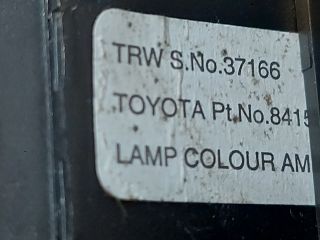 TRW S.No.37166
TOYOTA Pt.No.8415
LAMP COLOUR AM